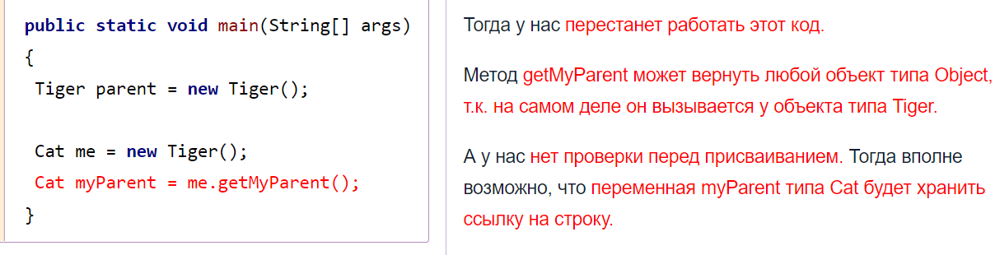 public static void main(String[] args)
{
Tiger parent = new Tiger();
Cat me = new Tiger();
Cat myParent = me.getMyParent();
}
Тогда у нас перестанет работать этот код.
Метод getMyParent может вернуть любой объект типа Object,
т.к. на самом деле он вызывается у объекта типа Tiger.
А у нас нет проверки перед присваиванием. Тогда вполне
возможно, что переменная myParent типа Cat будет хранить
ссылку на строку.